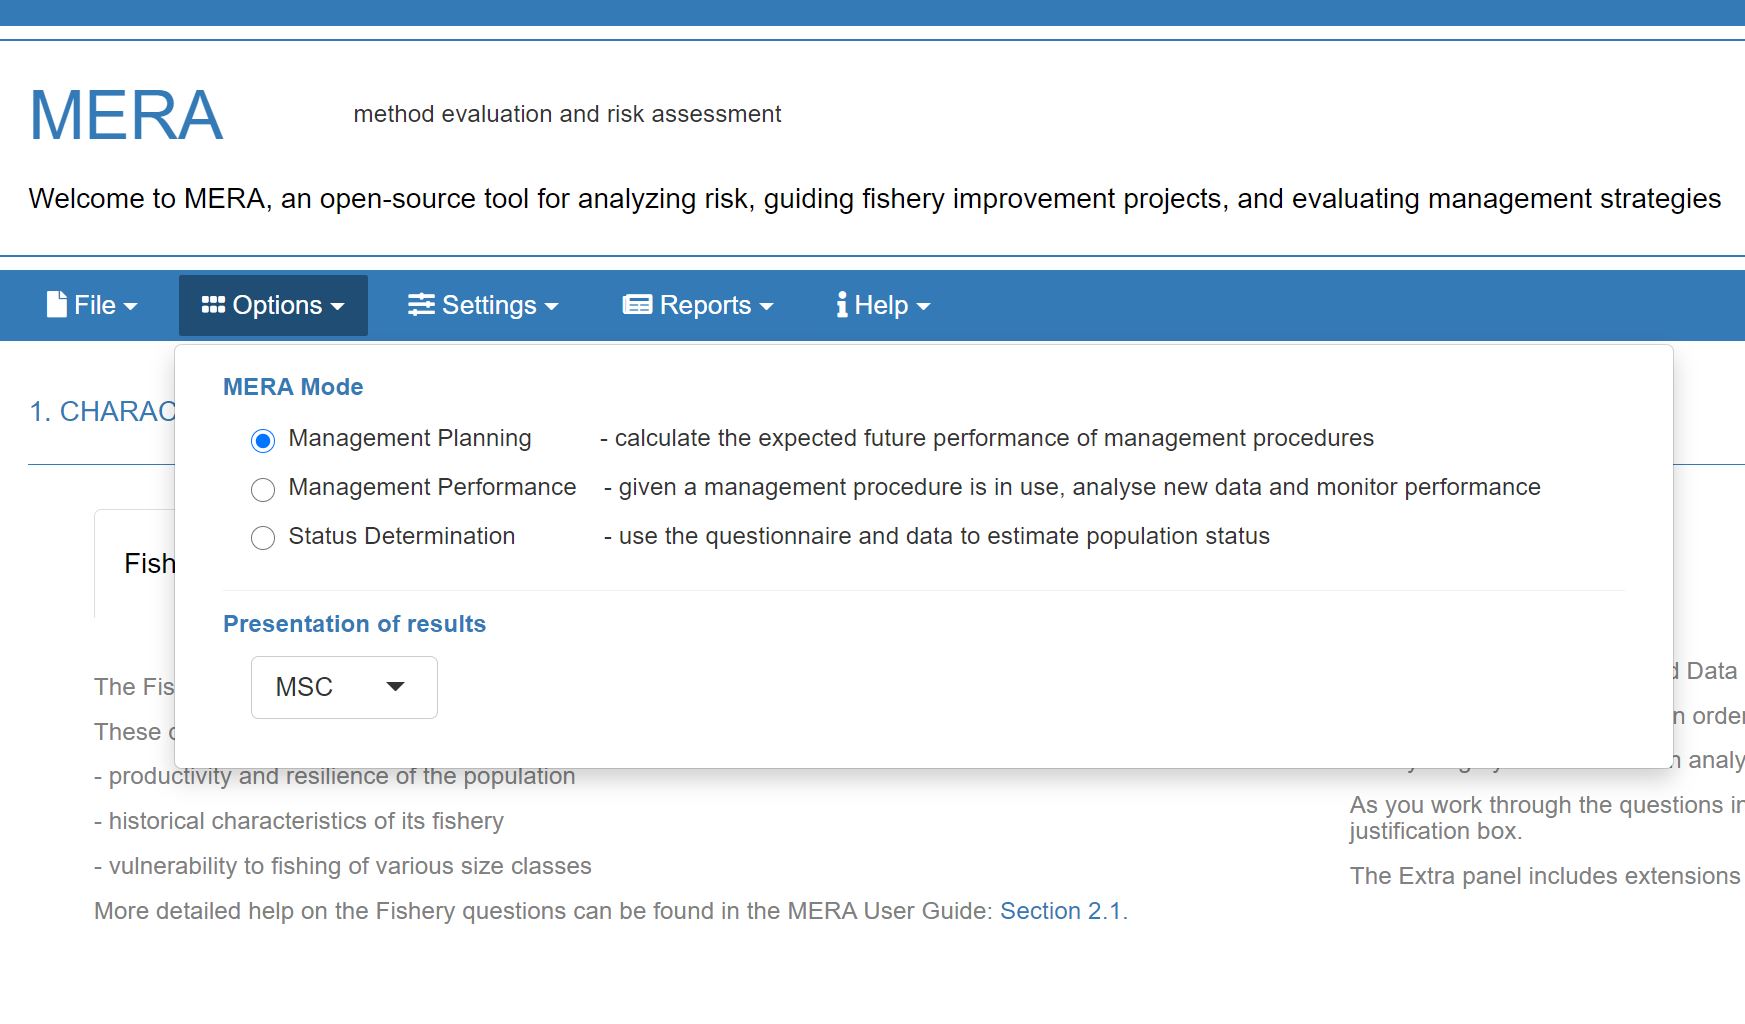 MERA
method evaluation and risk assessment
Welcome to MERA, an open-source tool for analyzing risk, guiding fishery improvement projects, and evaluating management strategies
File Options Settings Reports Help
MERA Mode
1. CHARAC
Management Planning - calculate the expected future performance of management procedures
Management Performance - given a management procedure is in use, analyse new data and monitor performance
Status Determination - use the questionnaire and data to estimate population status
Fish
Presentation of results
MSC
The Fis
Data
These
n order
- productivity and resilience of the population
analy
- historical characteristics of its fishery
As you work through the questions in
justification box.
- vulnerability to fishing of various size classes
The Extra panel includes extensions
More detailed help on the Fishery questions can be found in the MERA User Guide: Section 2.1.